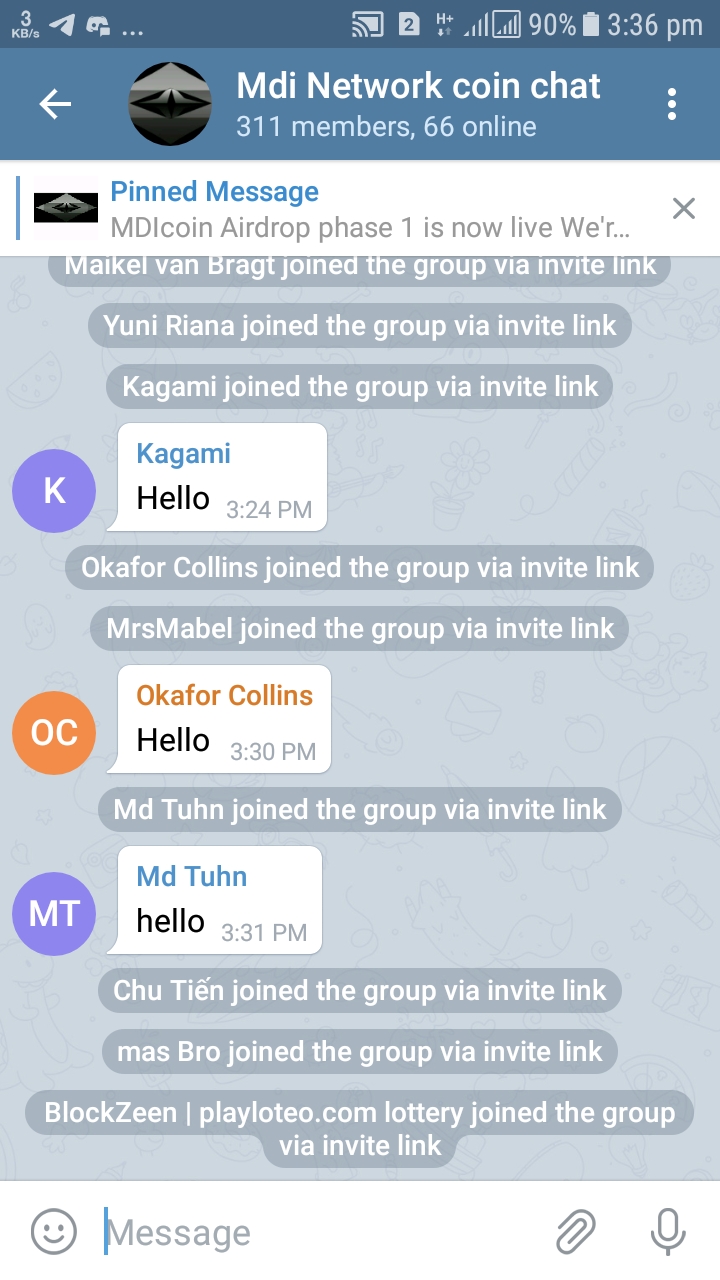 3
KB/s
...
2
H+
90%
3:36 pm
Mdi Network coin chat
311 members, 66 online
Pinned Message
MDIcoin Airdrop phase 1 is now live We'r...
Maikel van Bragt joined the group via invite link
Yuni Riana joined the group via invite link
Kagami joined the group via invite link
K
Kagami
Hello 3:24 PM
Okafor Collins joined the group via invite link
MrsMabel joined the group via invite link
OC
Okafor Collins
Hello 3:30 PM
Md Tuhn joined the group via invite link
MT
Md Tuhn
hello 3:31 PM
Chu Tiến joined the group via invite link
mas Bro joined the group via invite link
BlockZeen | playloteo.com lottery joined the group
via invite link
Message